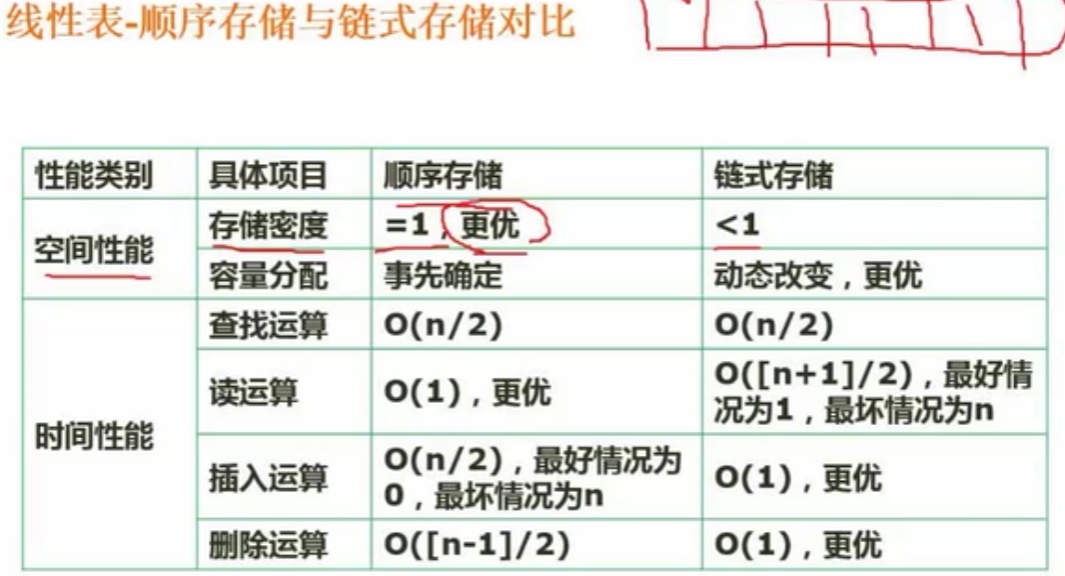 线性表-顺序存储与链式存储对比
性能类别 具体项目 顺序存储 链式存储
空间性能 存储密度 =1，更优 <1
容量分配 事先确定 动态改变，更优
时间性能 查找运算 O(n/2) O(n/2)
读运算 O(1)，更优 O([n+1]/2)，最好情
况为1，最坏情况为n
插入运算 O(n/2)，最好情况为
0，最坏情况为n O(1)，更优
删除运算 O([n-1]/2) O(1)，更优